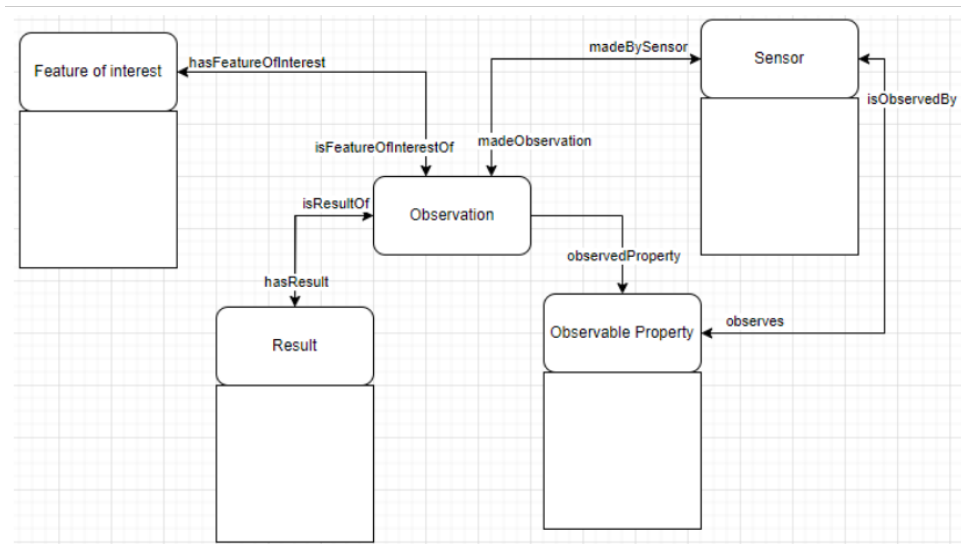 madeBySensor
Sensor
hasFeatureOfInterest
Feature of interest
isObservedBy
isFeatureOfInterestOf
madeObservation
isResultOf
Observation
observedProperty
hasResult
observes
Observable Property
Result